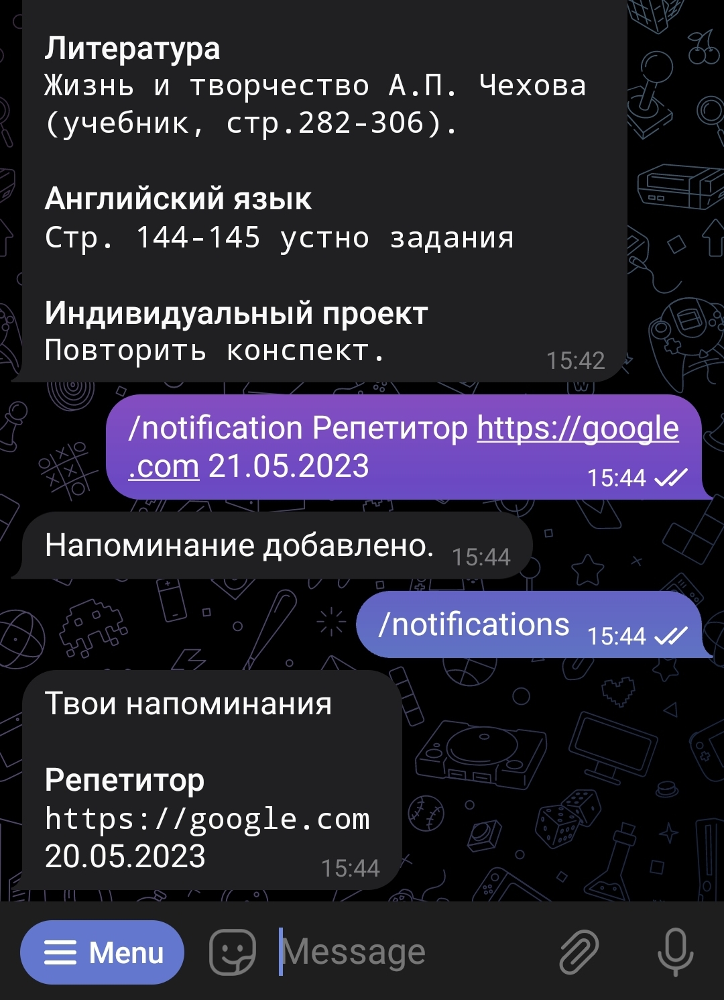 Литература
Жизнь и творчество А.П. Чехова
(учебник, стр.282-306).
Английский язык
Стр. 144-145 устно задания
Индивидуальный проект
Повторить конспект.
15:42
/notification Репетитор https://google
.com 21.05.2023
15:44
Напоминание добавлено. 15:44
/notifications 15:44
Твои напоминания
Репетитор
https://google.com
20.05.2023
15:44
Menu Message